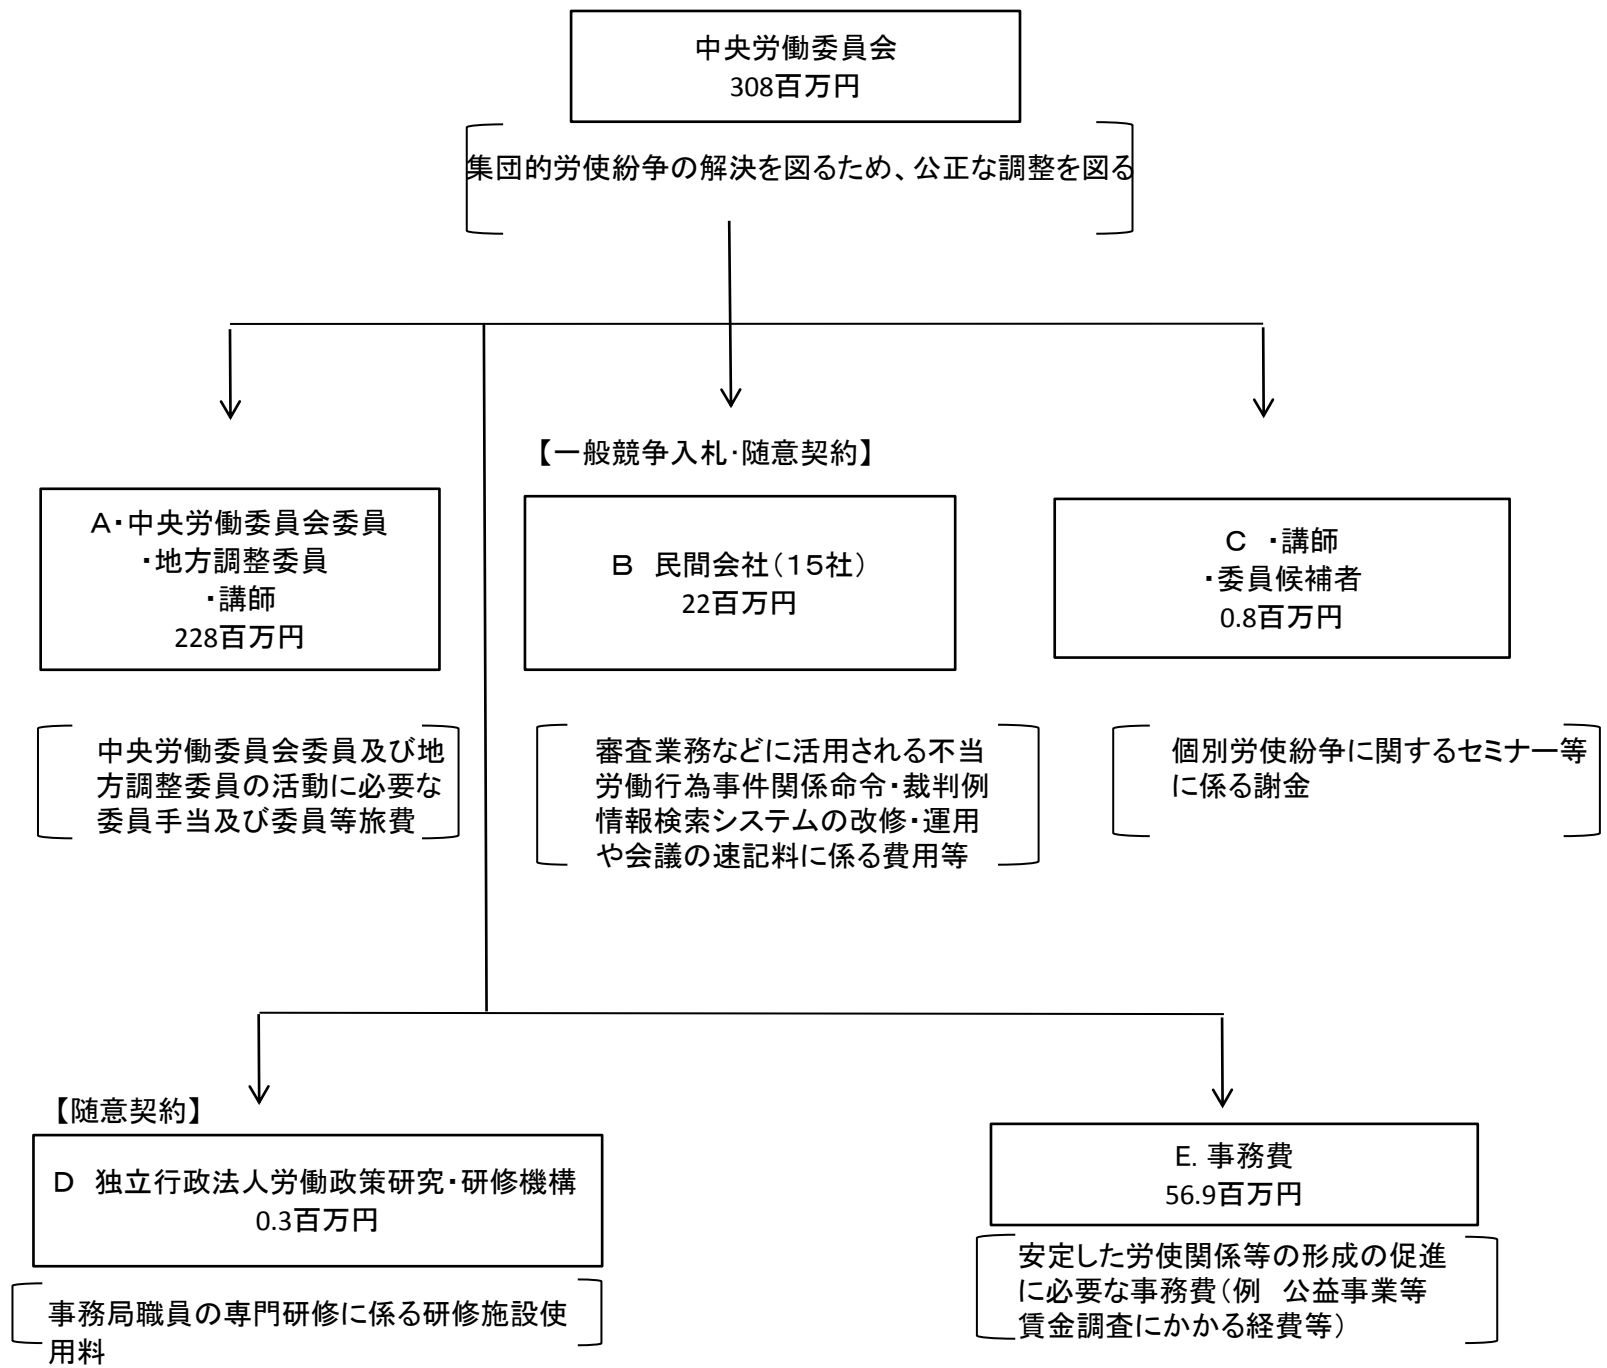 中央労働委員会
308百万円
集団的労使紛争の解決を図るため、公正な調整を図る
【一般競争入札･随意契約】
A・中央労働委員会委員
・地方調整委員
・講師
228百万円
B　民間会社（15社）
22百万円
C　・講師
・委員候補者
0.8百万円
中央労働委員会委員及び地
方調整委員の活動に必要な
委員手当及び委員等旅費
審査業務などに活用される不当
労働行為事件関係命令・裁判例
情報検索システムの改修・運用
や会議の速記料に係る費用等
個別労使紛争に関するセミナー等
に係る謝金
【随意契約】
D　独立行政法人労働政策研究・研修機構
0.3百万円
E. 事務費
56.9百万円
事務局職員の専門研修に係る研修施設使
用料
安定した労使関係等の形成の促進
に必要な事務費（例　公益事業等
賃金調査にかかる経費等）